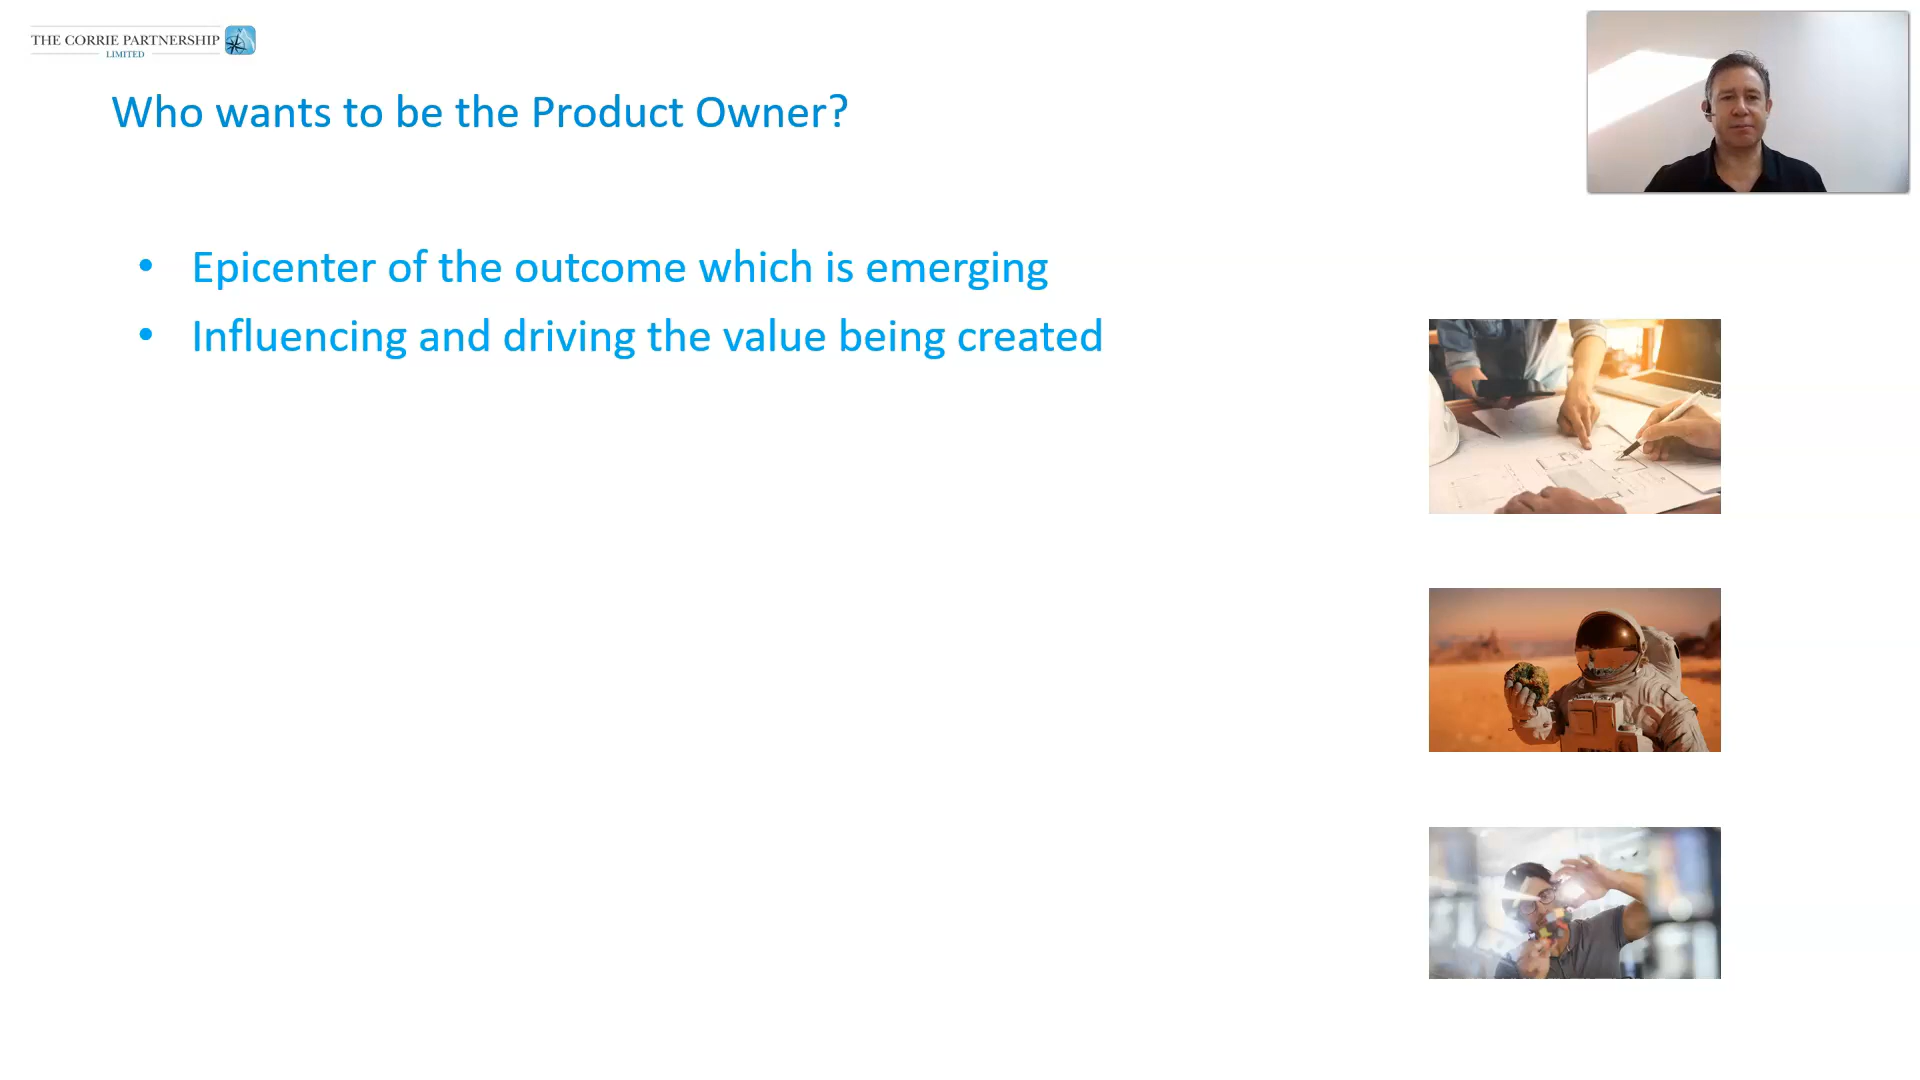 THE CORRIE PARTNERSHIP
LIMITED
Who wants to be the Product Owner?
• Epicenter of the outcome which is emerging
• Influencing and driving the value being created